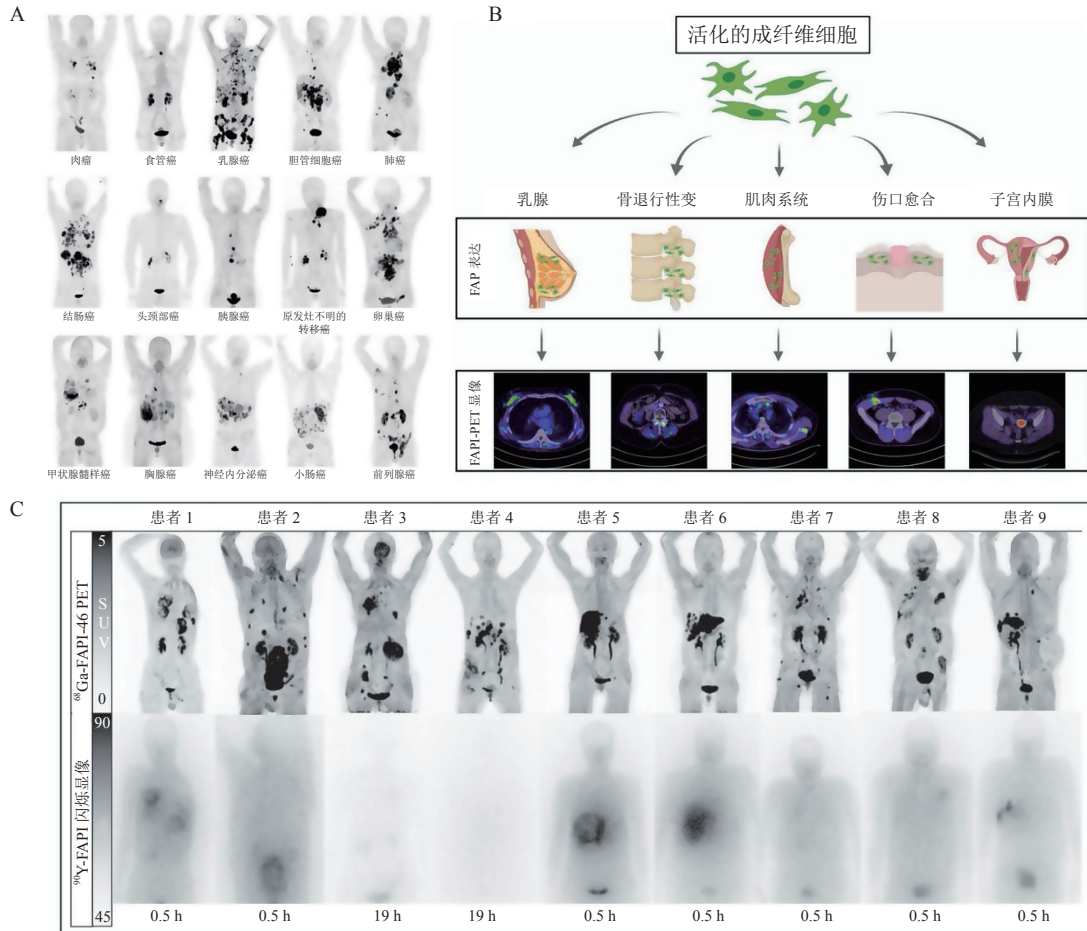 A
肉瘤 食管癌 乳腺癌 胆管细胞癌 肺癌
结肠癌 头颈部癌 胰腺癌 原发灶不明的 卵巢癌
转移癌
甲状腺髓样癌 胸腺癌 神经内分泌癌 小肠癌 前列腺癌
B
活化的成纤维细胞
乳腺 骨退行性变 肌肉系统 伤口愈合 子宫内膜
FAP 表达
FAPI-PET 显像
C
患者 1 患者 2 患者 3 患者 4 患者 5 患者 6 患者 7 患者 8 患者 9
⁶⁸Ga-FAPI-46 PET
5
SUV
0
⁹⁰Y-FAPI 闪烁显像
90
45
0.5 h 0.5 h 19 h 19 h 0.5 h 0.5 h 0.5 h 0.5 h 0.5 h